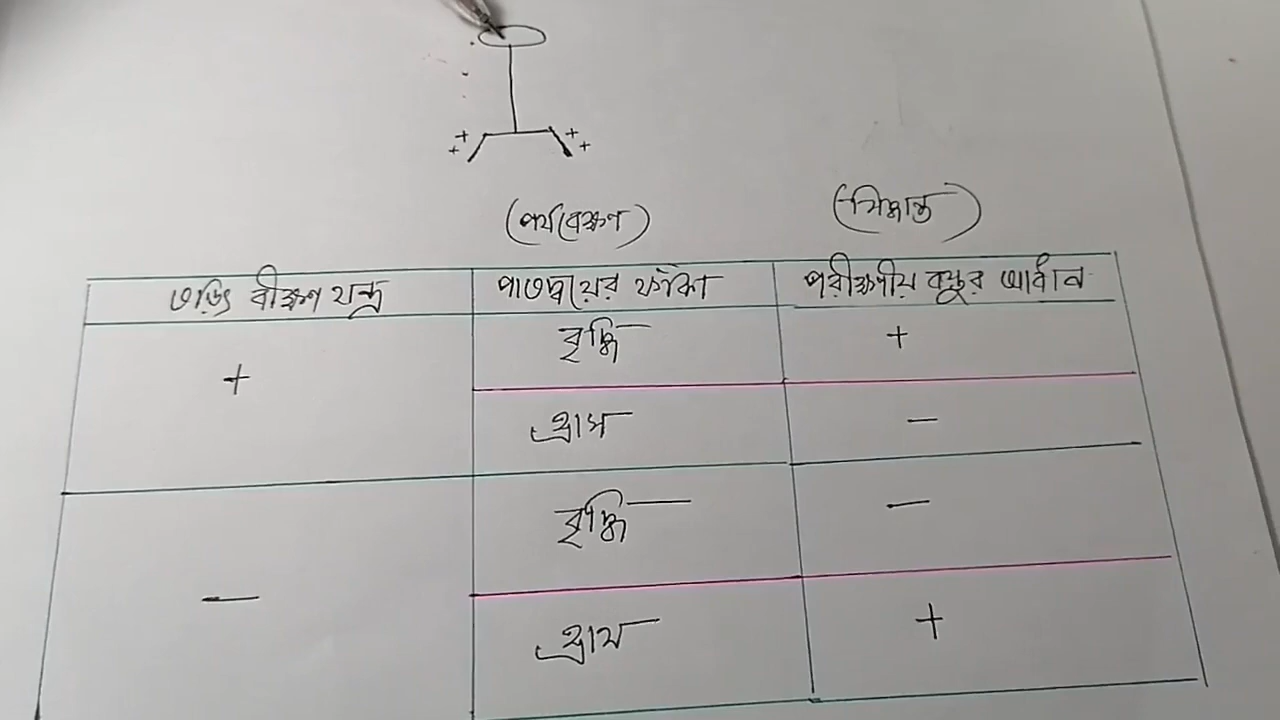 + +
+ +
(পর্যবেক্ষণ) (সিদ্ধান্ত)
তড়িৎ বীক্ষণ যন্ত্র পাতদ্বয়ের ফাঁকা পরীক্ষণীয় বস্তুর আধান
+ বৃদ্ধি +
হ্রাস −
− বৃদ্ধি −
হ্রাস +